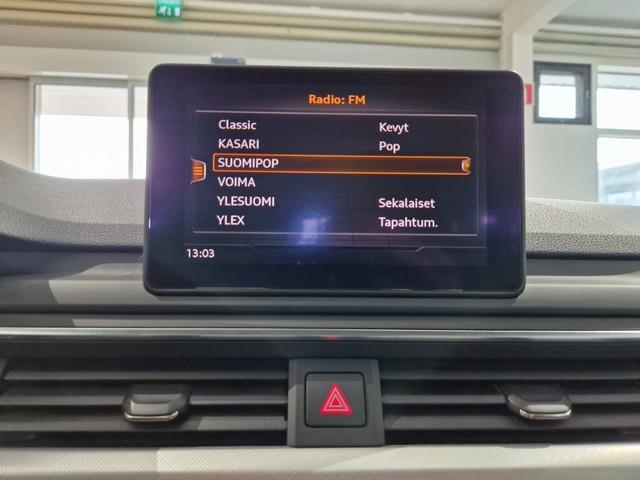 Radio: FM
Classic Kevyt
KASARI Pop
SUOMIPOP
VOIMA
YLESUOMI Sekalaiset
YLEX Tapahtum.
13:03